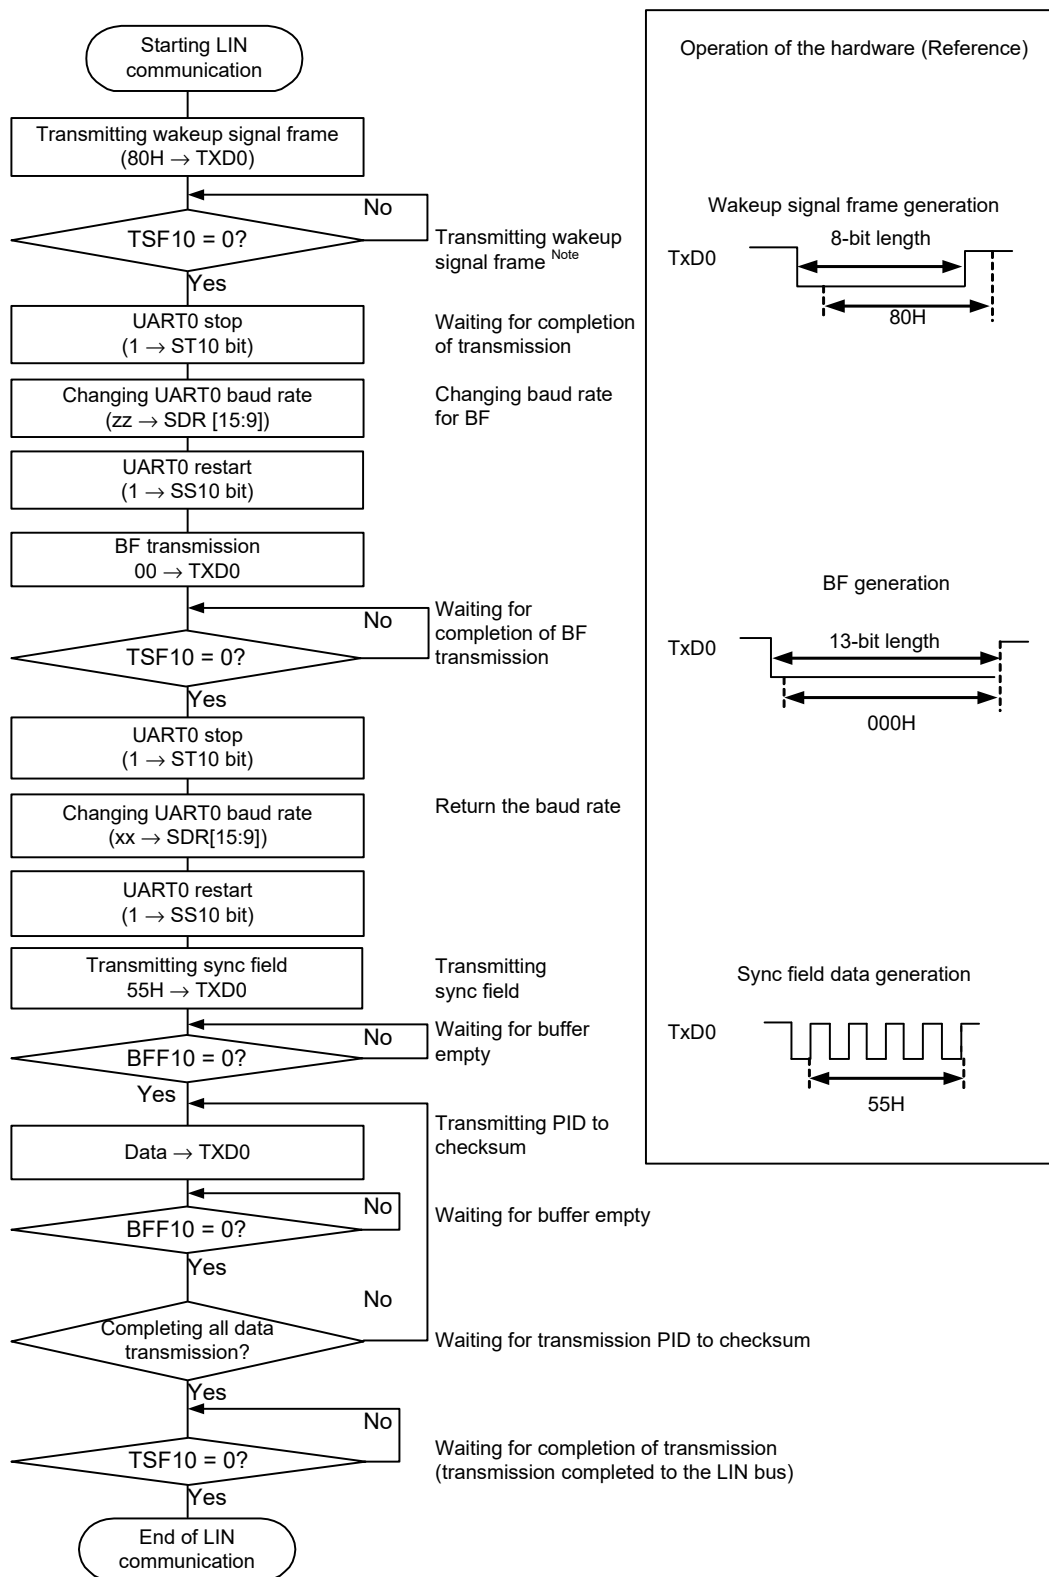 Starting LIN
communication
Transmitting wakeup signal frame
(80H → TXD0)
No
TSF10 = 0?
Transmitting wakeup
signal frame Note
Yes
UART0 stop
(1 → ST10 bit)
Waiting for completion
of transmission
Changing UART0 baud rate
(zz → SDR [15:9])
Changing baud rate
for BF
UART0 restart
(1 → SS10 bit)
BF transmission
00 → TXD0
No
TSF10 = 0?
Waiting for
completion of BF
transmission
Yes
UART0 stop
(1 → ST10 bit)
Changing UART0 baud rate
(xx → SDR[15:9])
Return the baud rate
UART0 restart
(1 → SS10 bit)
Transmitting sync field
55H → TXD0
Transmitting
sync field
No
BFF10 = 0?
Waiting for buffer
empty
Yes
Transmitting PID to
checksum
Data → TXD0
No
BFF10 = 0?
Waiting for buffer empty
Yes
No
Completing all data
transmission?
Waiting for transmission PID to checksum
Yes
No
TSF10 = 0?
Waiting for completion of transmission
(transmission completed to the LIN bus)
Yes
End of LIN
communication
Operation of the hardware (Reference)
Wakeup signal frame generation
8-bit length
TxD0
80H
BF generation
TxD0
13-bit length
000H
Sync field data generation
TxD0
55H